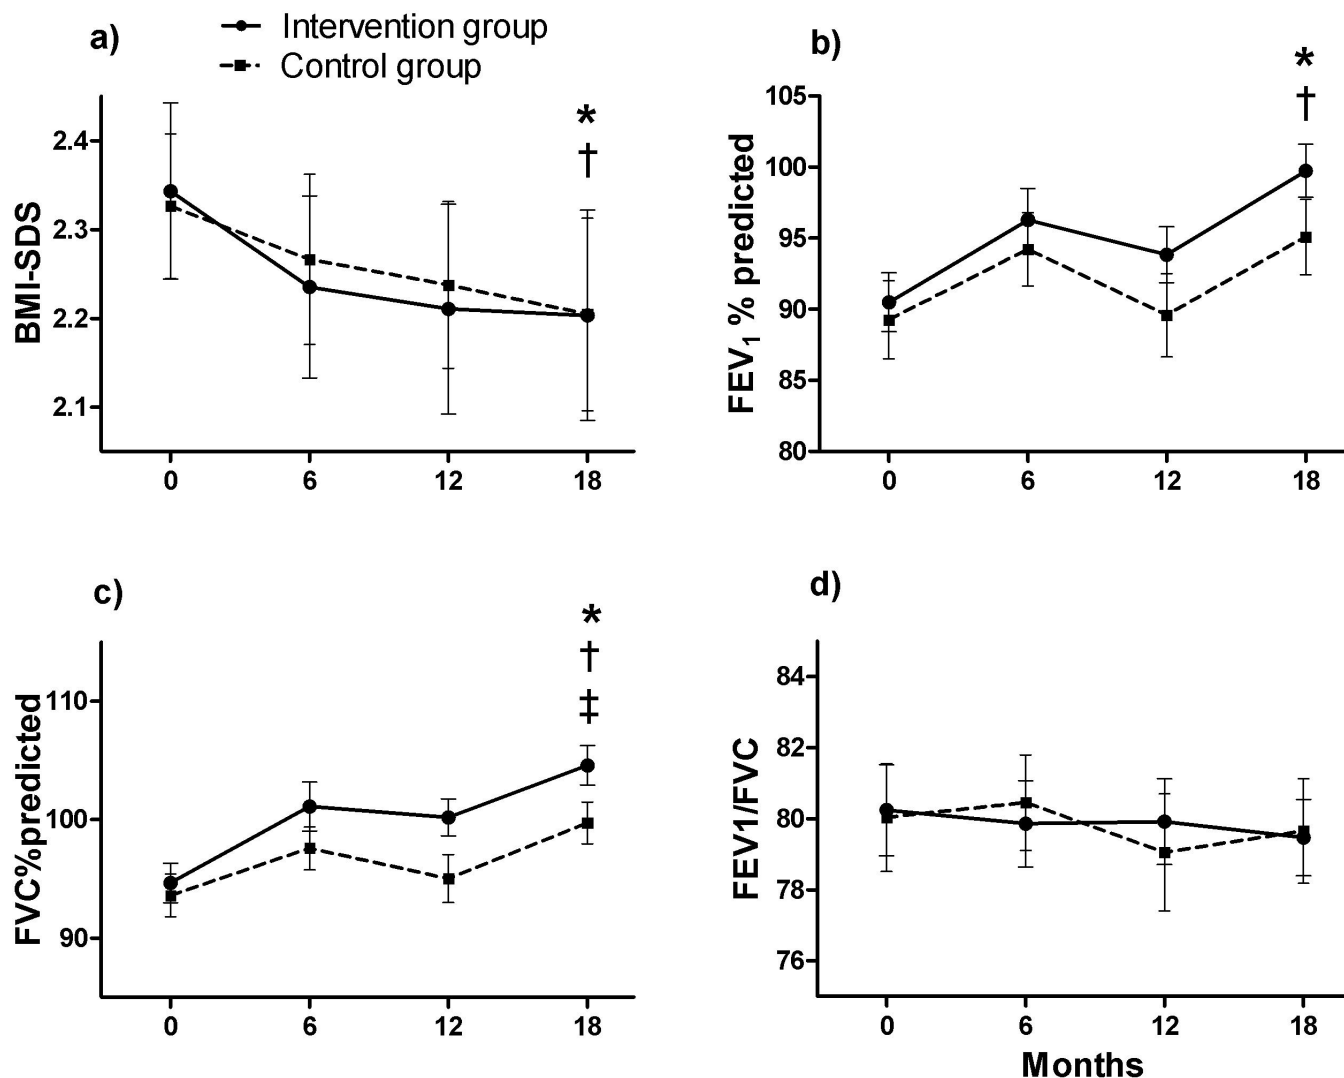 a)
Intervention group
Control group
*
†
BMI-SDS
2.4
2.3
2.2
2.1
0 6 12 18
b)
*
†
FEV1 % predicted
105
100
95
90
85
80
0 6 12 18
c)
*
†
‡
FVC%predicted
110
100
90
0 6 12 18
d)
FEV1/FVC
84
82
80
78
76
0 6 12 18
Months